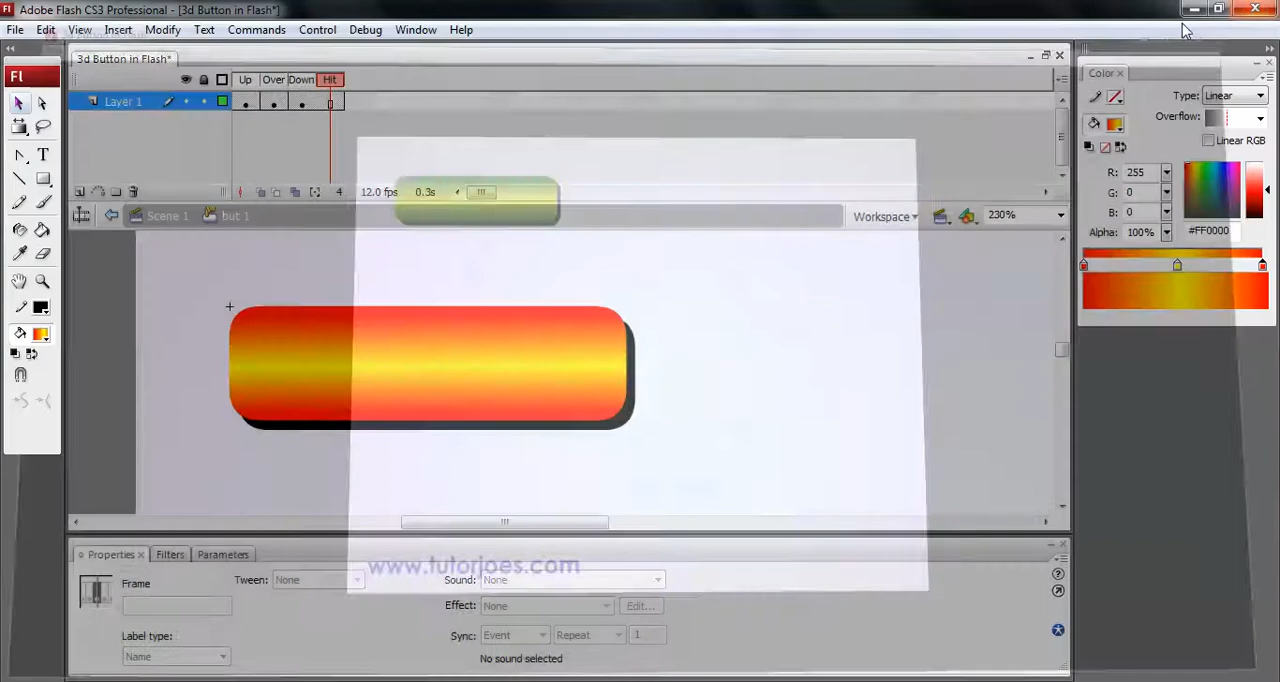 Adobe Flash CS3 Professional - [3d Button in Flash*]
File Edit View Insert Modify Text Commands Control Debug Window Help
3d Button in Flash*
Fl
Up Over Down Hit
Layer 1
4 12.0 fps 0.3s
Scene 1 but 1 Workspace 230%
Color
Type: Linear
Overflow:
Linear RGB
R: 255
G: 0
B: 0
Alpha: 100% #FF0000
Properties Filters Parameters
Frame Tween: None Sound: None
Effect: None Edit...
Label type: Sync: Event Repeat 1
Name
No sound selected
www.tutorjoes.com